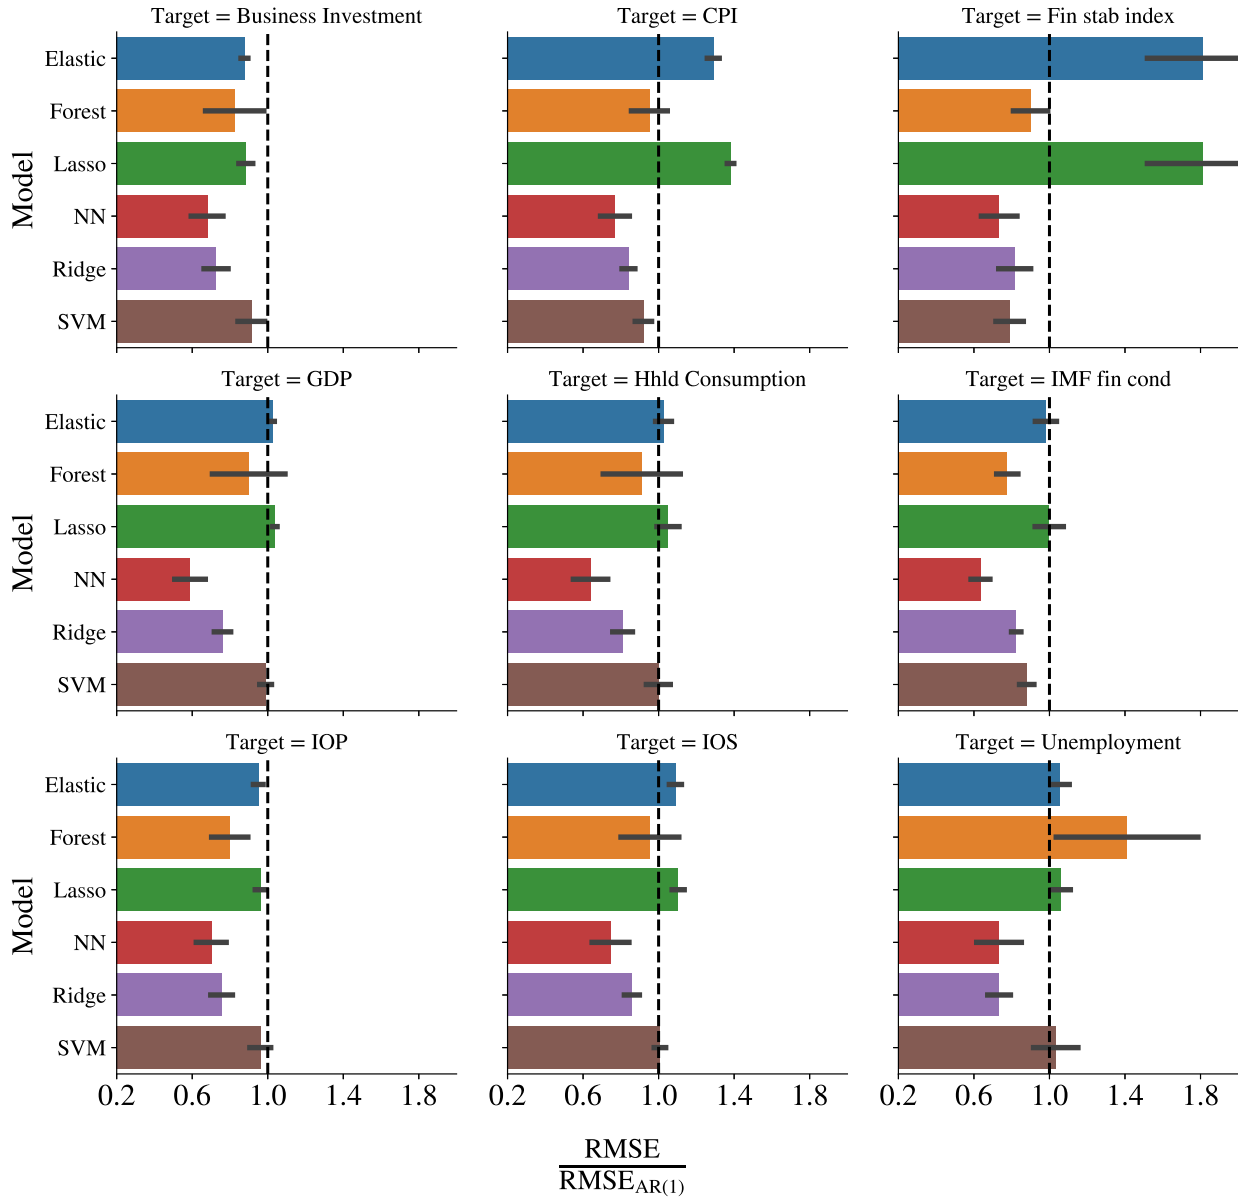 Target = Business Investment
Target = CPI
Target = Fin stab index
Model
Elastic
Forest
Lasso
NN
Ridge
SVM
Target = GDP
Target = Hhld Consumption
Target = IMF fin cond
Model
Elastic
Forest
Lasso
NN
Ridge
SVM
Target = IOP
Target = IOS
Target = Unemployment
Model
Elastic
Forest
Lasso
NN
Ridge
SVM
0.2 0.6 1.0 1.4 1.8
0.2 0.6 1.0 1.4 1.8
0.2 0.6 1.0 1.4 1.8
RMSE
RMSE_AR(1)